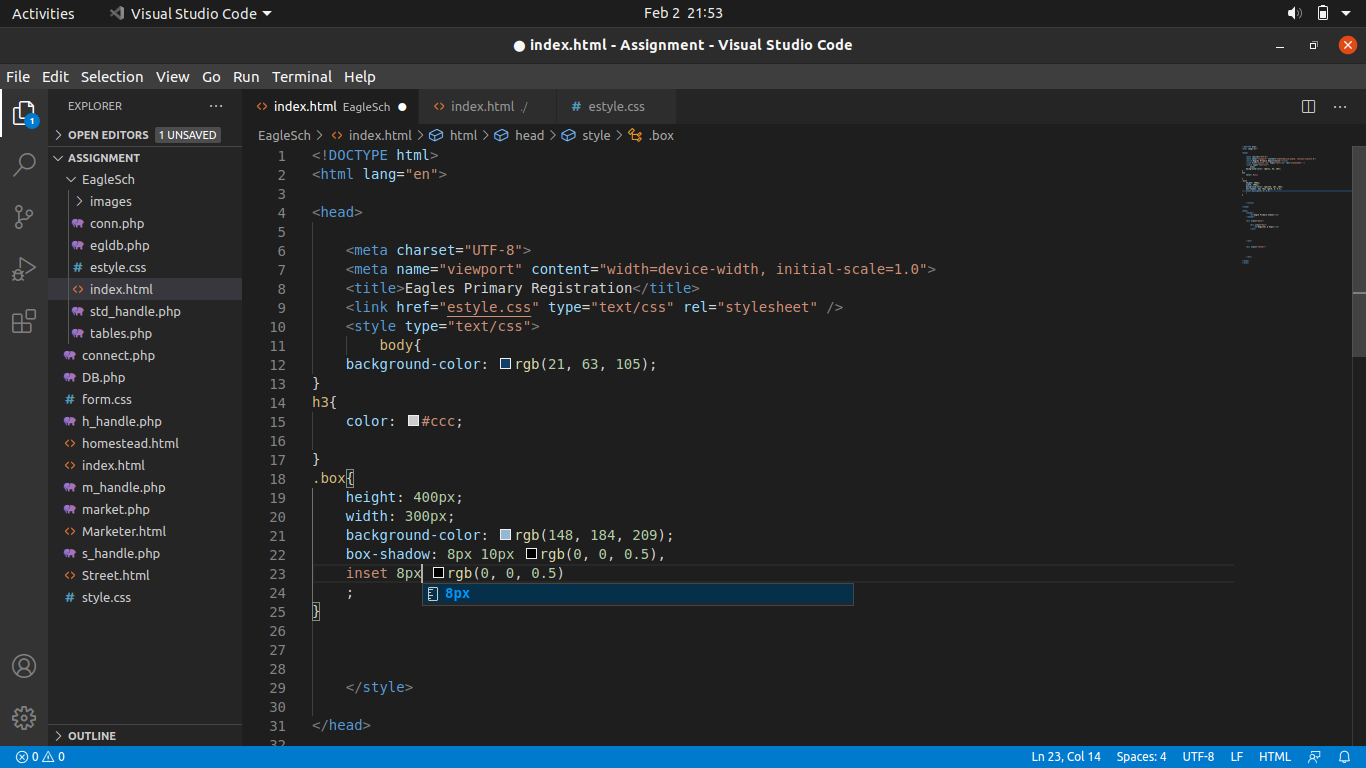 Activities Visual Studio Code Feb 2 21:53
● index.html - Assignment - Visual Studio Code
File Edit Selection View Go Run Terminal Help
EXPLORER ···
1
OPEN EDITORS 1 UNSAVED
ASSIGNMENT
EagleSch
images
conn.php
egldb.php
# estyle.css
<> index.html
std_handle.php
tables.php
connect.php
DB.php
# form.css
h_handle.php
<> homestead.html
<> index.html
m_handle.php
market.php
<> Marketer.html
s_handle.php
<> Street.html
# style.css
OUTLINE
<> index.html EagleSch ● <> index.html ./ # estyle.css ···
EagleSch > <> index.html > html > head > style > .box
1 <!DOCTYPE html>
2 <html lang="en">
3
4 <head>
5
6 <meta charset="UTF-8">
7 <meta name="viewport" content="width=device-width, initial-scale=1.0">
8 <title>Eagles Primary Registration</title>
9 <link href="estyle.css" type="text/css" rel="stylesheet" />
10 <style type="text/css">
11 body{
12 background-color: rgb(21, 63, 105);
13 }
14 h3{
15 color: #ccc;
16
17 }
18 .box{
19 height: 400px;
20 width: 300px;
21 background-color: rgb(148, 184, 209);
22 box-shadow: 8px 10px rgb(0, 0, 0.5),
23 inset 8px rgb(0, 0, 0.5)
24 ;
8px
25 }
26
27
28
29 </style>
30
31 </head>
32
0 0 Ln 23, Col 14 Spaces: 4 UTF-8 LF HTML